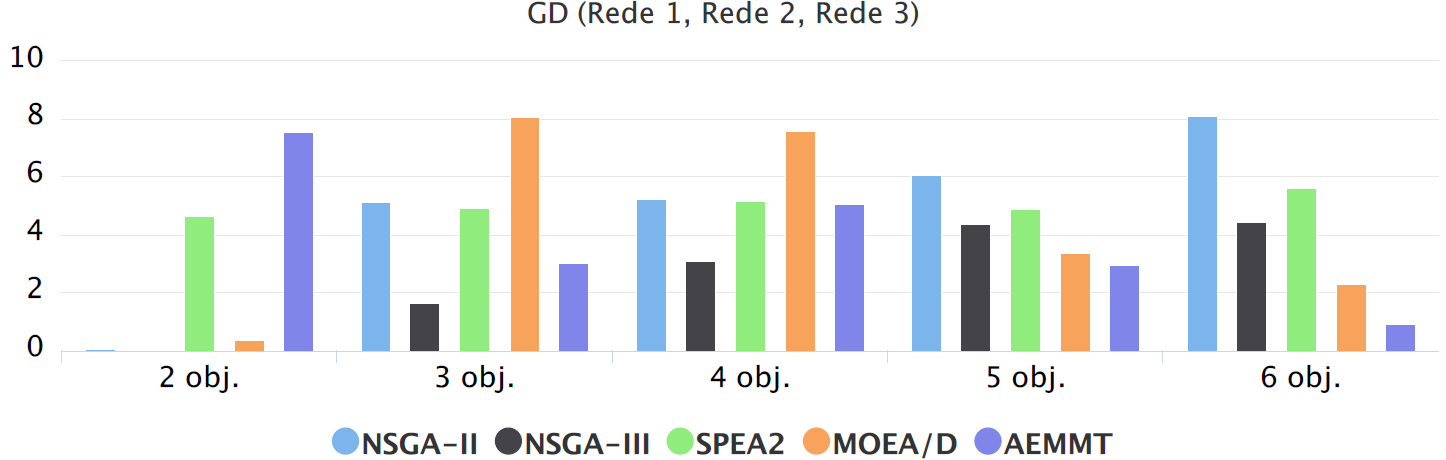 GD (Rede 1, Rede 2, Rede 3)
10
8
6
4
2
0
2 obj. 3 obj. 4 obj. 5 obj. 6 obj.
NSGA-II NSGA-III SPEA2 MOEA/D AEMMT